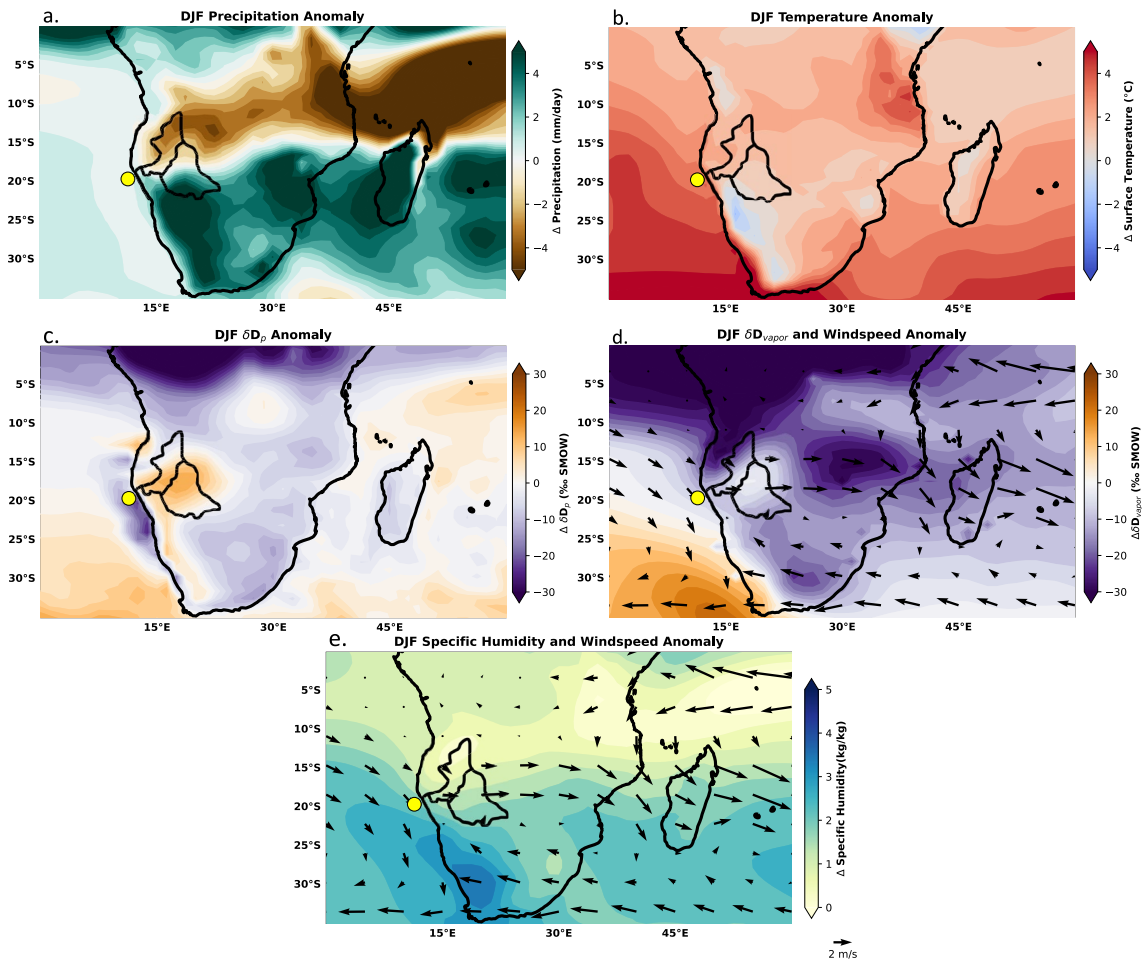 a.
DJF Precipitation Anomaly
5°S
10°S
15°S
20°S
25°S
30°S
15°E
30°E
45°E
4
2
0
−2
−4
Δ Precipitation (mm/day)
b.
DJF Temperature Anomaly
5°S
10°S
15°S
20°S
25°S
30°S
15°E
30°E
45°E
4
2
0
−2
−4
Δ Surface Temperature (°C)
c.
DJF δDp Anomaly
5°S
10°S
15°S
20°S
25°S
30°S
15°E
30°E
45°E
30
20
10
0
−10
−20
−30
Δ δDp (‰ SMOW)
d.
DJF δDvapor and Windspeed Anomaly
5°S
10°S
15°S
20°S
25°S
30°S
15°E
30°E
45°E
30
20
10
0
−10
−20
−30
ΔδDvapor (‰ SMOW)
e.
DJF Specific Humidity and Windspeed Anomaly
5°S
10°S
15°S
20°S
25°S
30°S
15°E
30°E
45°E
5
4
3
2
1
0
Δ Specific Humidity(kg/kg)
2 m/s